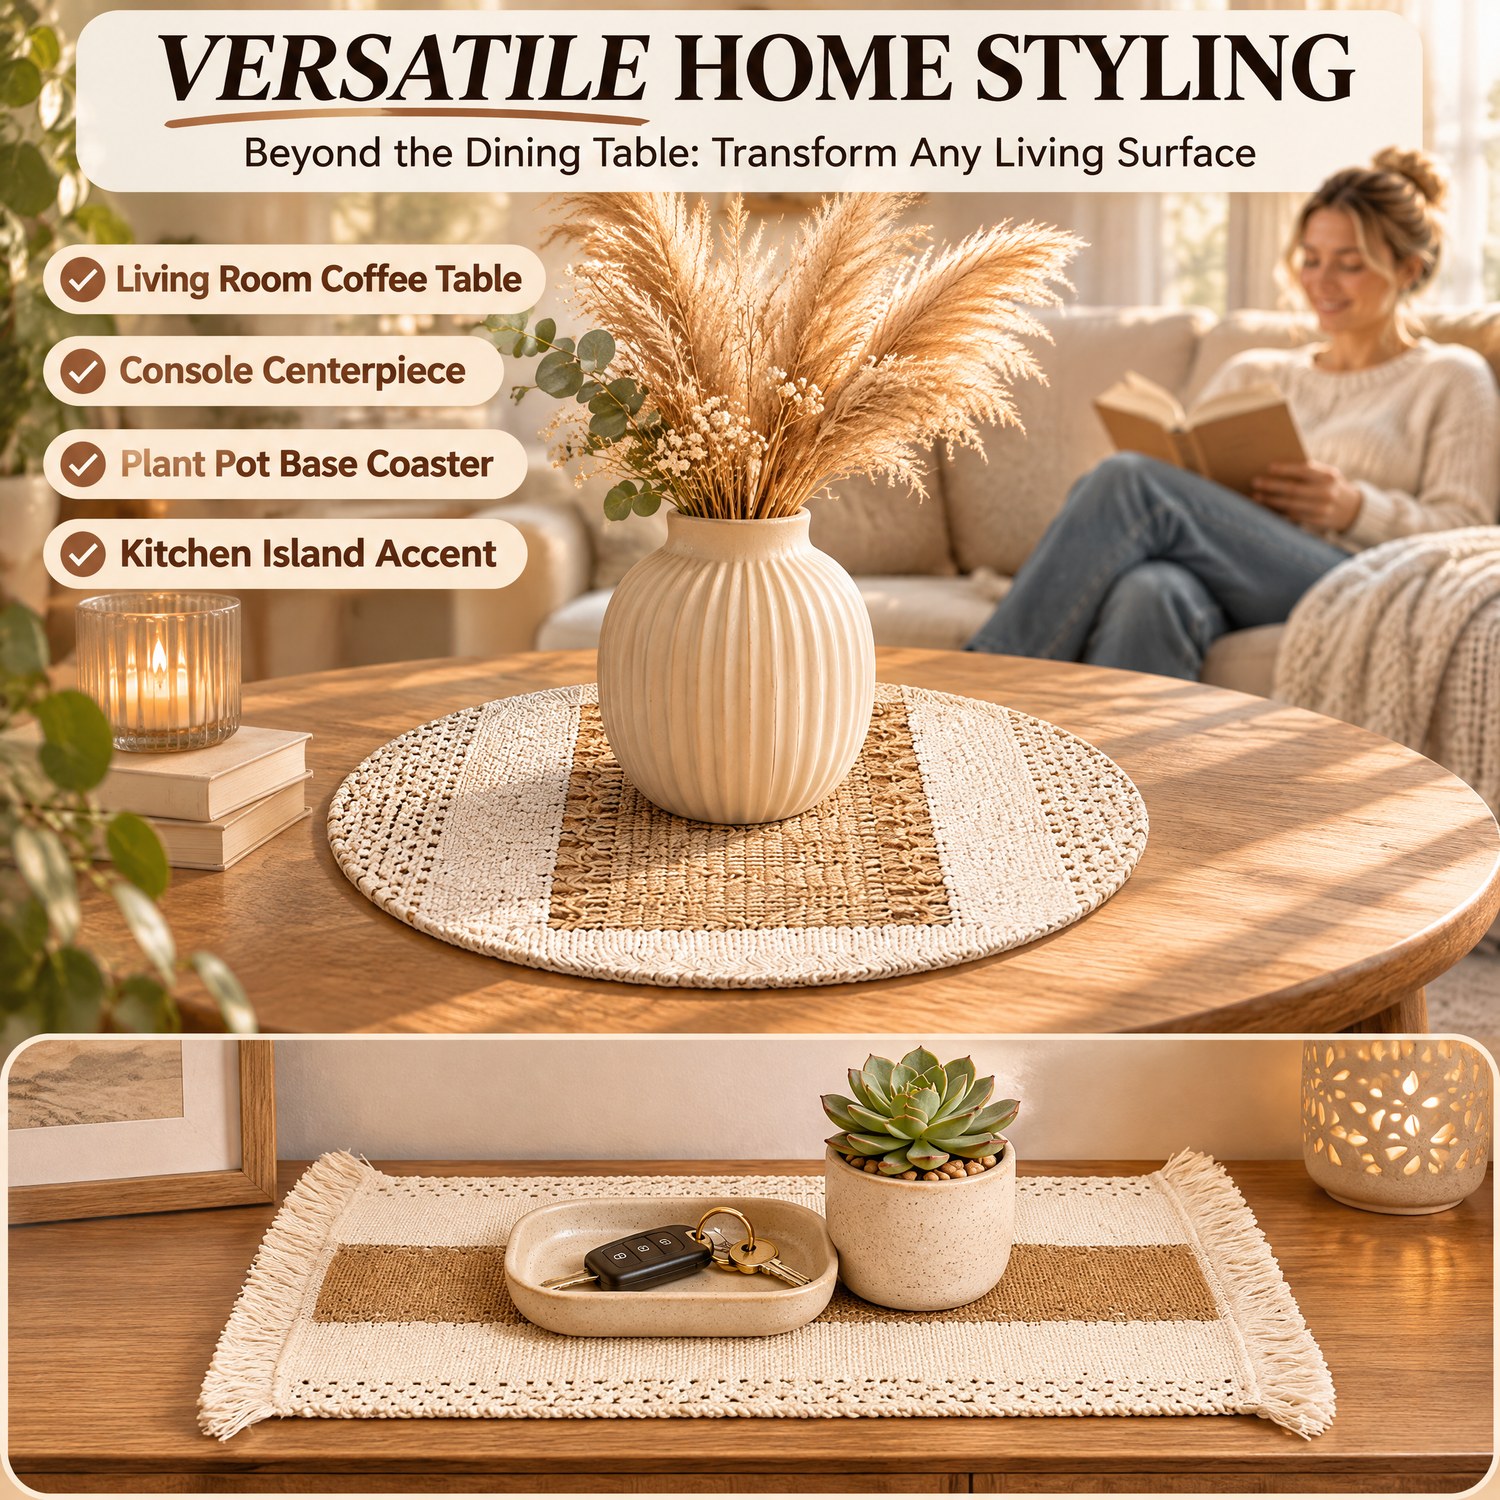 VERSATILE HOME STYLING
Beyond the Dining Table: Transform Any Living Surface
Living Room Coffee Table
Console Centerpiece
Plant Pot Base Coaster
Kitchen Island Accent